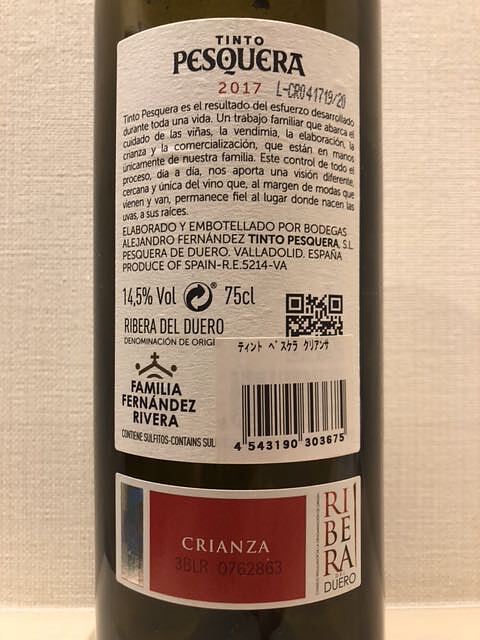 TINTO
PESQUERA
2017 L-CR041719/20
Tinto Pesquera es el resultado del esfuerzo desarrollado
durante toda una vida. Un trabajo familiar que abarca el
cuidado de las viñas, la vendimia, la elaboración, la
crianza y la comercialización, que están en manos
únicamente de nuestra familia. Este control de todo el
proceso, día a día, nos aporta una visión diferente,
cercana y única del vino que, al margen de modas que
vienen y van, permanece fiel al lugar donde nacen las
uvas, a sus raíces.
ELABORADO Y EMBOTELLADO POR BODEGAS
ALEJANDRO FERNÁNDEZ TINTO PESQUERA, S.L.
PESQUERA DE DUERO. VALLADOLID. ESPAÑA
PRODUCE OF SPAIN-R.E.5214-VA
14,5% Vol 75cl
RIBERA DEL DUERO
DENOMINACIÓN DE ORIGI
ティント ペスケラ クリアンサ
FAMILIA
FERNÁNDEZ
RIVERA
CONTIENE SULFITOS-CONTAINS SUL
4 543190 303675
CRIANZA
3BLR 0762863
RI
BE
RA
DEL
DUERO